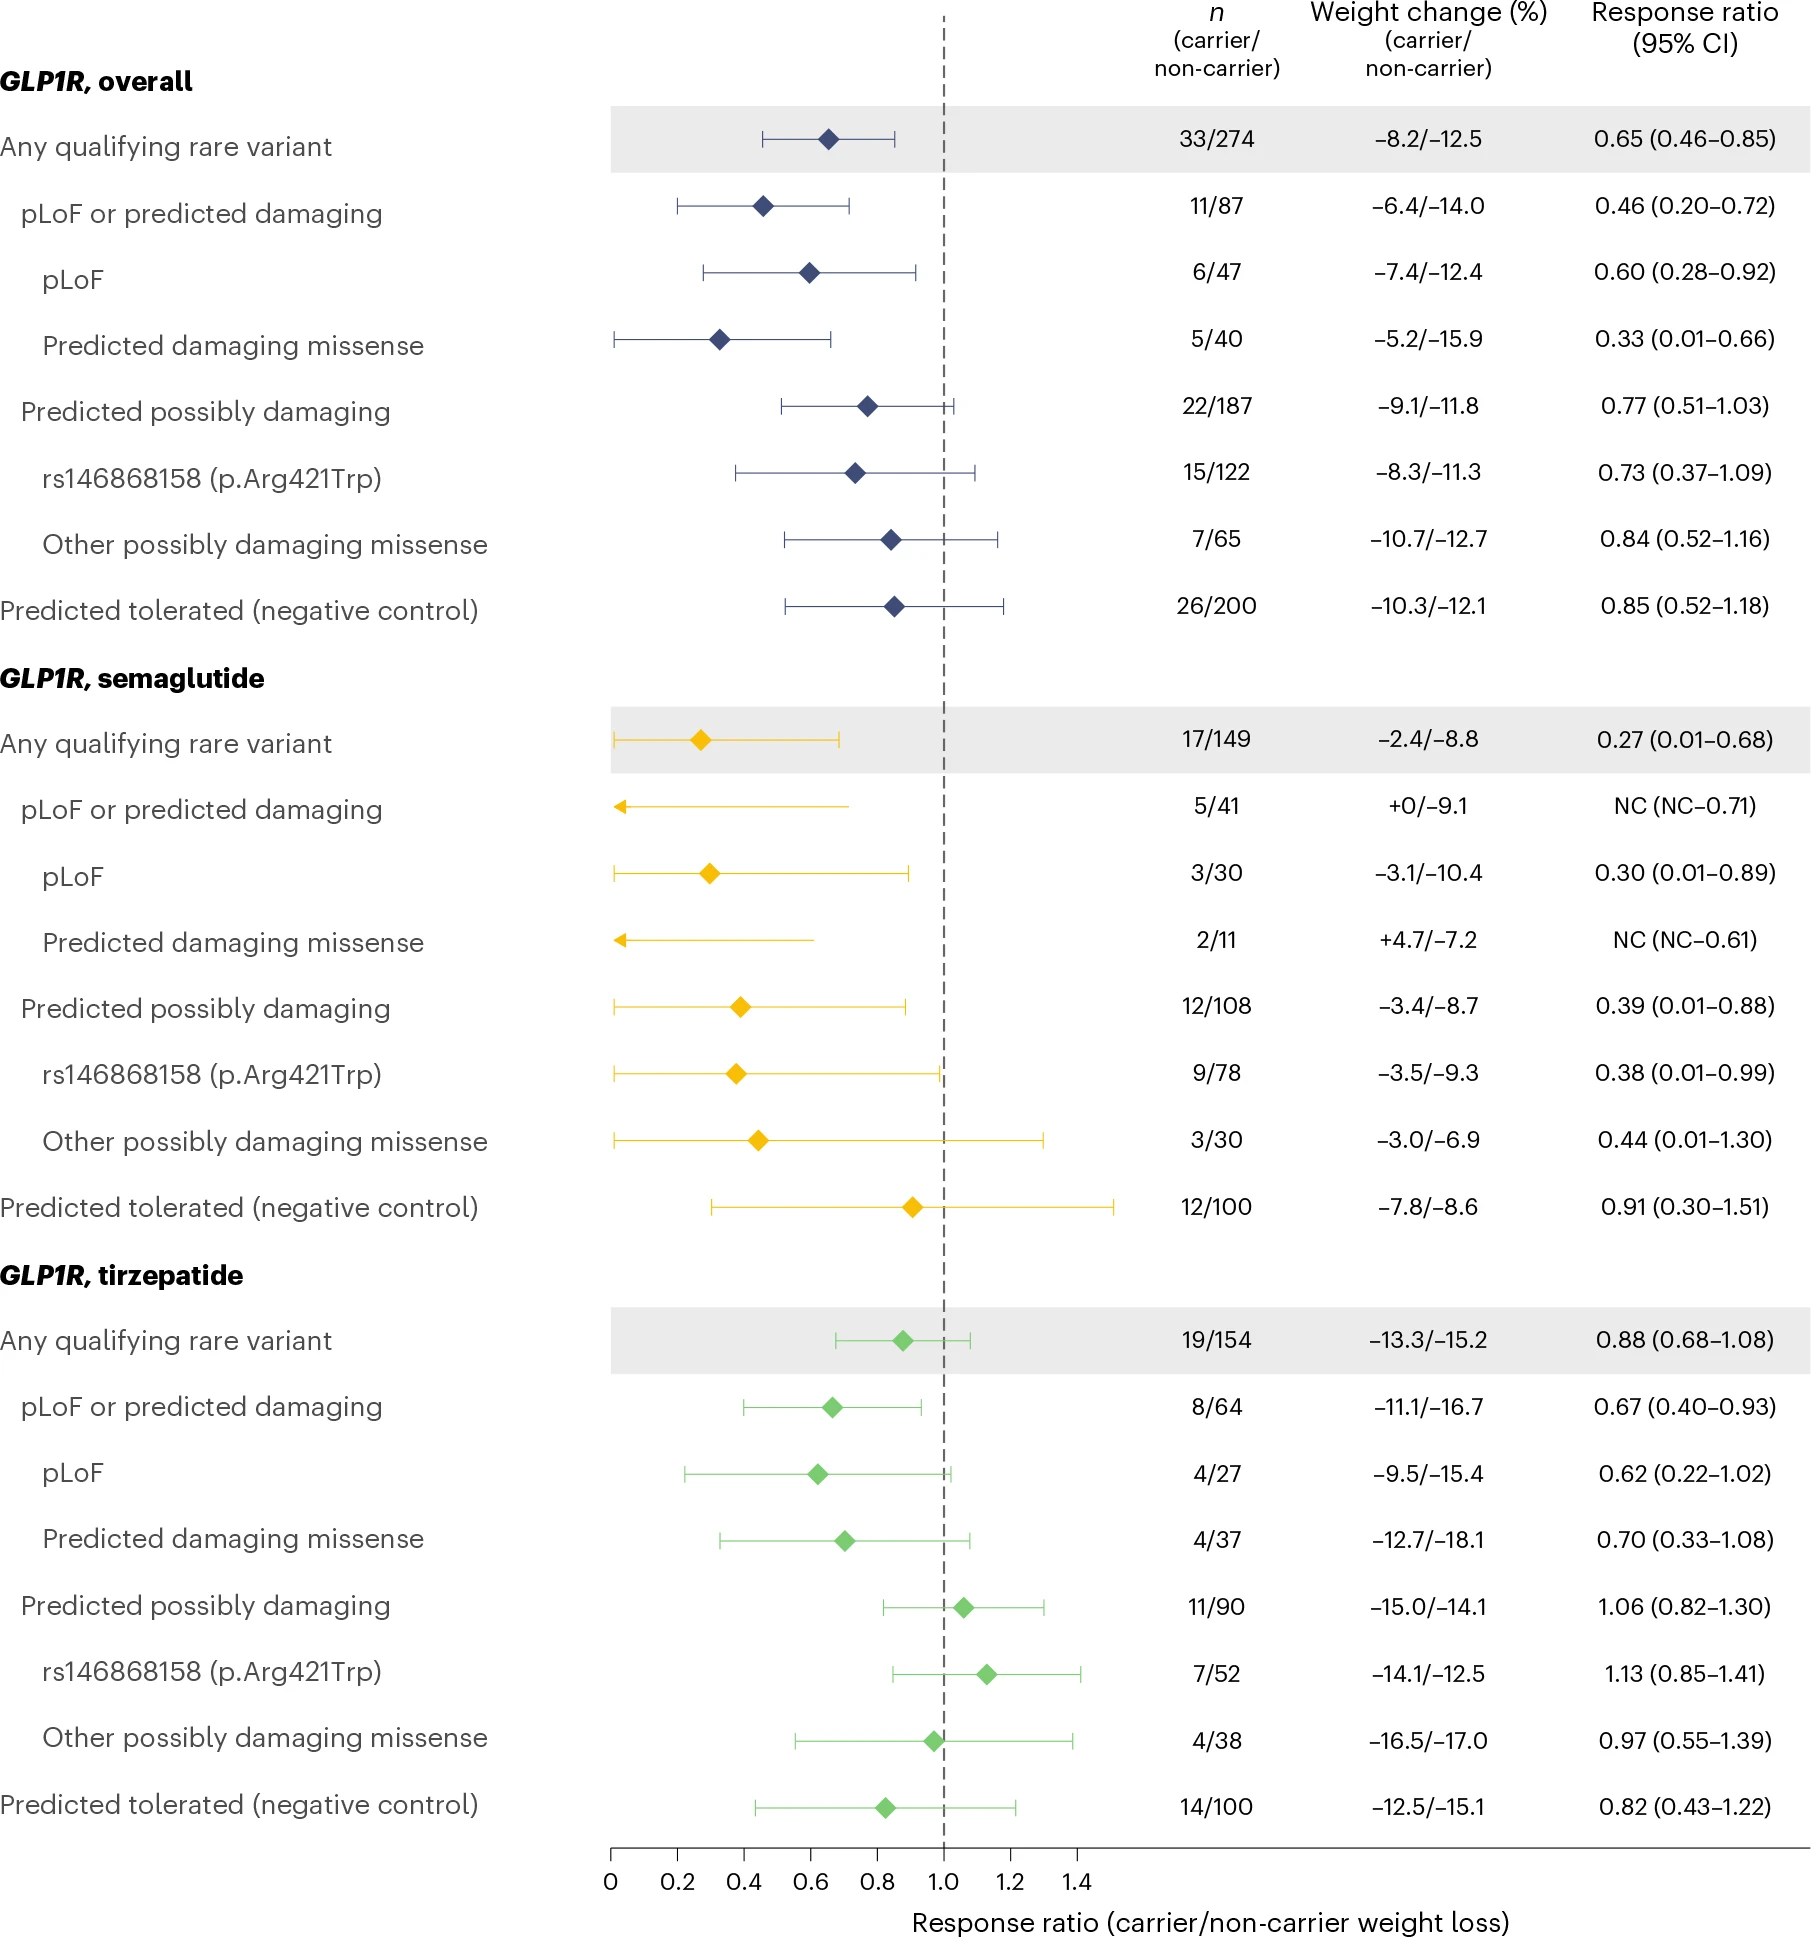 n Weight change (%) Response ratio
(carrier/ (carrier/ (95% CI)
non-carrier) non-carrier)
GLP1R, overall
Any qualifying rare variant 33/274 –8.2/–12.5 0.65 (0.46–0.85)
pLoF or predicted damaging 11/87 –6.4/–14.0 0.46 (0.20–0.72)
pLoF 6/47 –7.4/–12.4 0.60 (0.28–0.92)
Predicted damaging missense 5/40 –5.2/–15.9 0.33 (0.01–0.66)
Predicted possibly damaging 22/187 –9.1/–11.8 0.77 (0.51–1.03)
rs146868158 (p.Arg421Trp) 15/122 –8.3/–11.3 0.73 (0.37–1.09)
Other possibly damaging missense 7/65 –10.7/–12.7 0.84 (0.52–1.16)
Predicted tolerated (negative control) 26/200 –10.3/–12.1 0.85 (0.52–1.18)
GLP1R, semaglutide
Any qualifying rare variant 17/149 –2.4/–8.8 0.27 (0.01–0.68)
pLoF or predicted damaging 5/41 +0/–9.1 NC (NC–0.71)
pLoF 3/30 –3.1/–10.4 0.30 (0.01–0.89)
Predicted damaging missense 2/11 +4.7/–7.2 NC (NC–0.61)
Predicted possibly damaging 12/108 –3.4/–8.7 0.39 (0.01–0.88)
rs146868158 (p.Arg421Trp) 9/78 –3.5/–9.3 0.38 (0.01–0.99)
Other possibly damaging missense 3/30 –3.0/–6.9 0.44 (0.01–1.30)
Predicted tolerated (negative control) 12/100 –7.8/–8.6 0.91 (0.30–1.51)
GLP1R, tirzepatide
Any qualifying rare variant 19/154 –13.3/–15.2 0.88 (0.68–1.08)
pLoF or predicted damaging 8/64 –11.1/–16.7 0.67 (0.40–0.93)
pLoF 4/27 –9.5/–15.4 0.62 (0.22–1.02)
Predicted damaging missense 4/37 –12.7/–18.1 0.70 (0.33–1.08)
Predicted possibly damaging 11/90 –15.0/–14.1 1.06 (0.82–1.30)
rs146868158 (p.Arg421Trp) 7/52 –14.1/–12.5 1.13 (0.85–1.41)
Other possibly damaging missense 4/38 –16.5/–17.0 0.97 (0.55–1.39)
Predicted tolerated (negative control) 14/100 –12.5/–15.1 0.82 (0.43–1.22)
0 0.2 0.4 0.6 0.8 1.0 1.2 1.4
Response ratio (carrier/non-carrier weight loss)